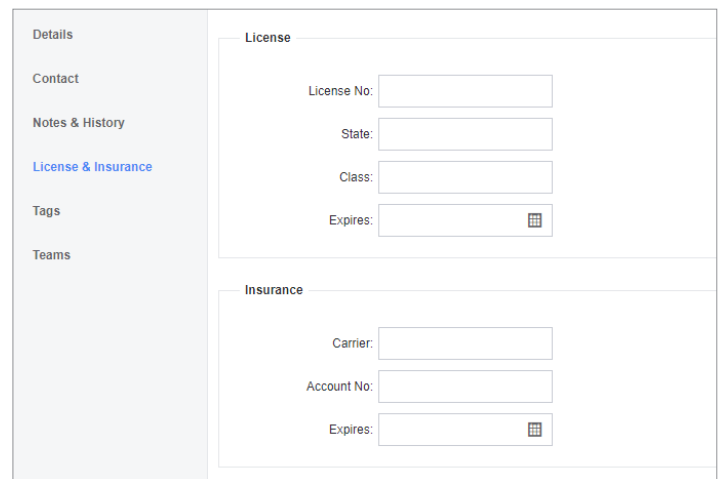 Details
Contact
Notes & History
License & Insurance
Tags
Teams
License
License No:
State:
Class:
Expires:
Insurance
Carrier:
Account No:
Expires: